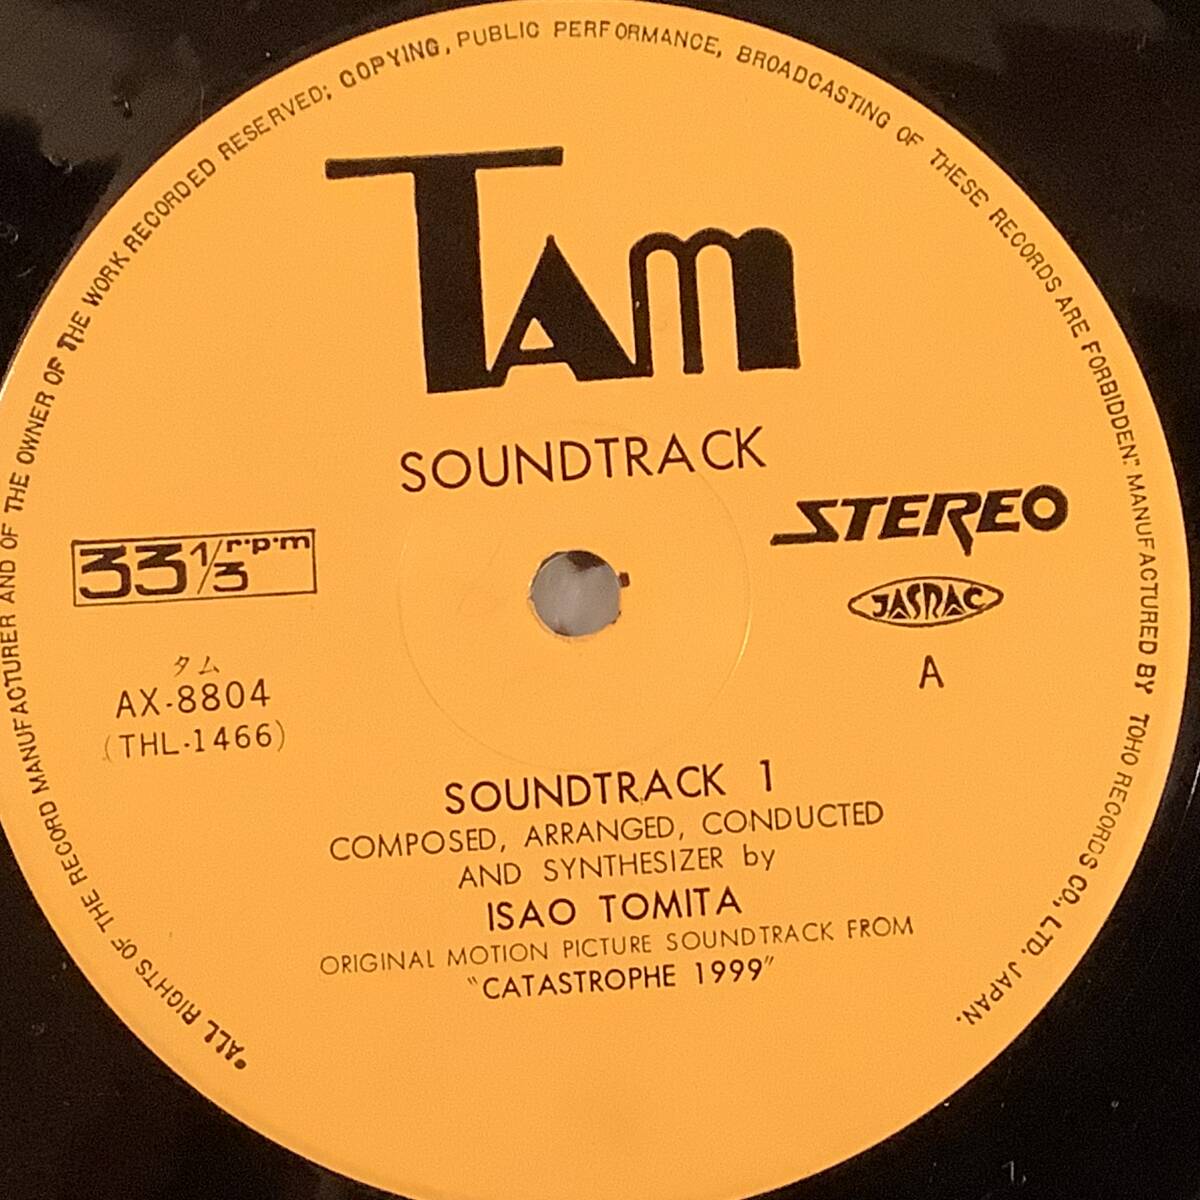 "ALL RIGHTS OF THE RECORD MANUFACTURER AND OF THE OWNER OF THE WORK RECORDED RESERVED; COPYING, PUBLIC PERFORMANCE, BROADCASTING OF THESE RECORDS ARE FORBIDDEN." MANUFACTURED BY TOHO RECORDS CO., LTD. JAPAN.
TAM
SOUNDTRACK
STEREO
33 1/3 r·p·m
JASRAC
タム
A
AX-8804
(THL-1466)
SOUNDTRACK 1
COMPOSED, ARRANGED, CONDUCTED
AND SYNTHESIZER by
ISAO TOMITA
ORIGINAL MOTION PICTURE SOUNDTRACK FROM
"CATASTROPHE 1999"